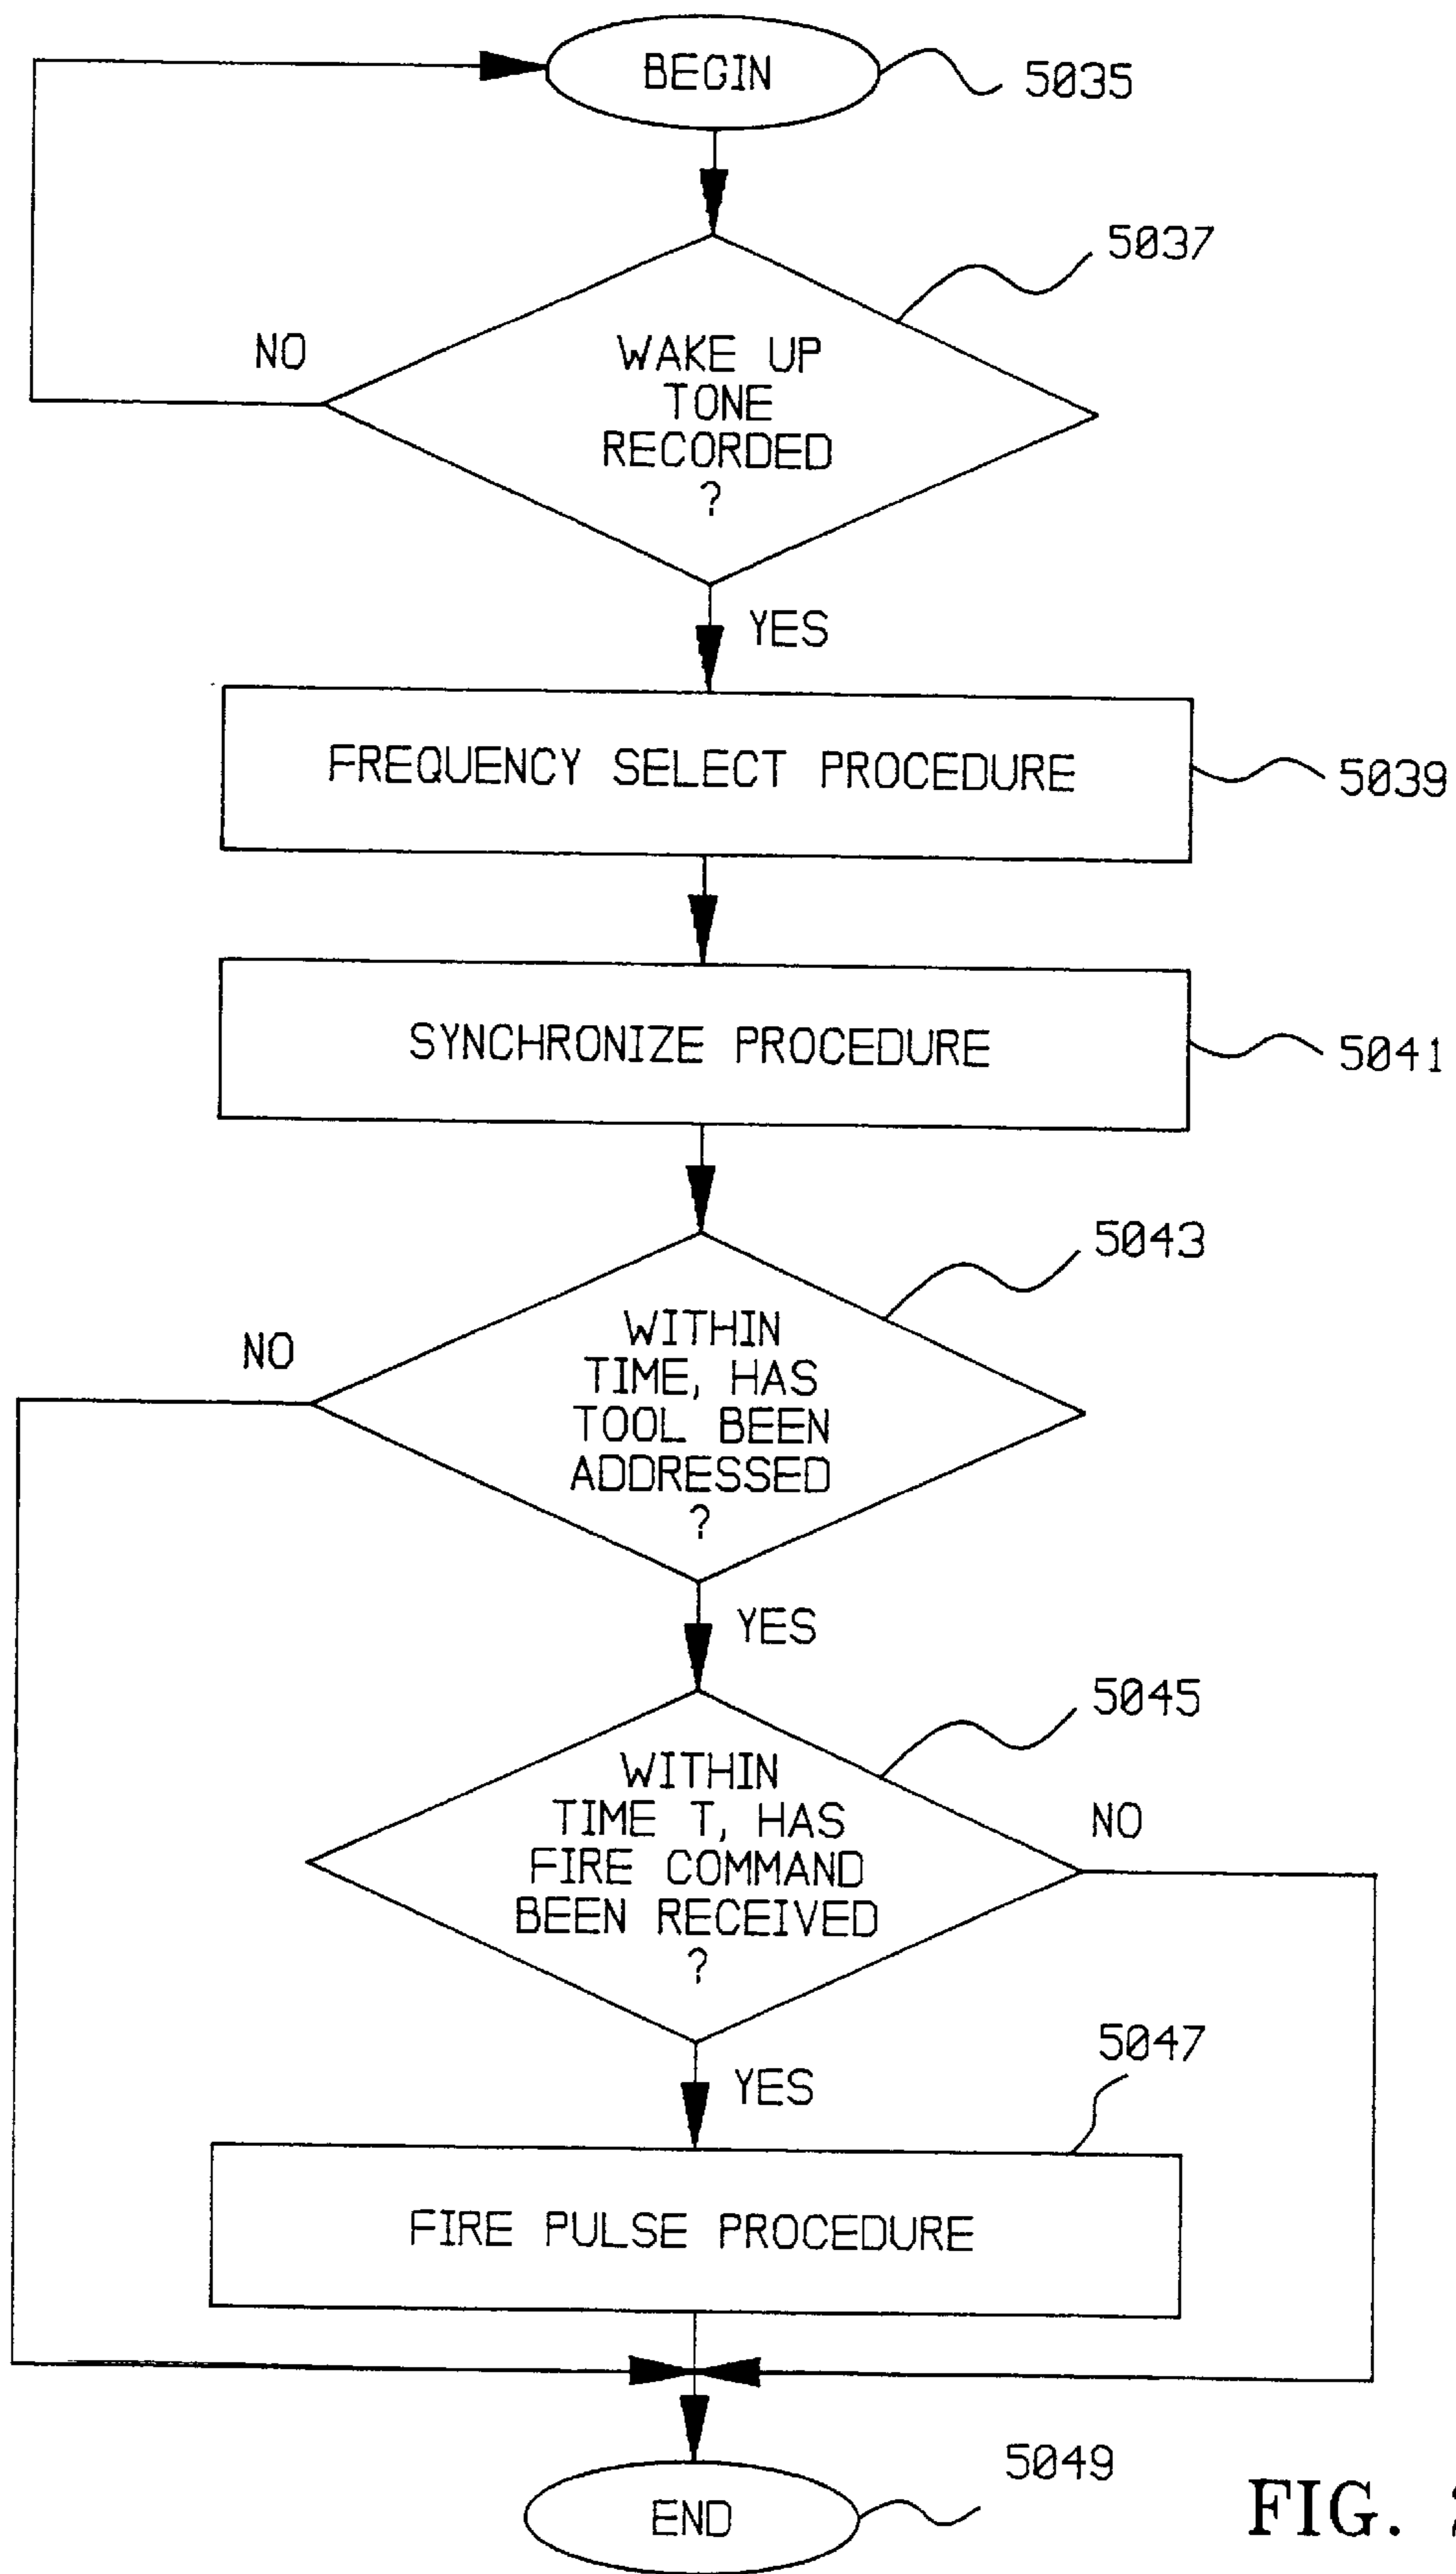 BEGIN
5035
5037
NO
WAKE UP
TONE
RECORDED
?
YES
FREQUENCY SELECT PROCEDURE
5039
SYNCHRONIZE PROCEDURE
5041
5043
NO
WITHIN
TIME, HAS
TOOL BEEN
ADDRESSED
?
YES
5045
WITHIN
TIME T, HAS
FIRE COMMAND
BEEN RECEIVED
?
NO
YES
5047
FIRE PULSE PROCEDURE
5049
END
FIG.